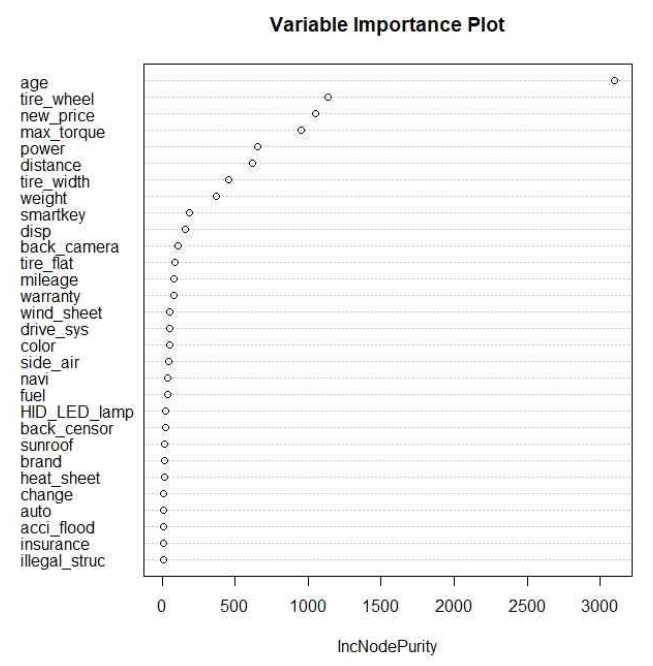 Variable Importance Plot
age
tire_wheel
new_price
max_torque
power
distance
tire_width
weight
smartkey
disp
back_camera
tire_flat
mileage
warranty
wind_sheet
drive_sys
color
side_air
navi
fuel
HID_LED_lamp
back_censor
sunroof
brand
heat_sheet
change
auto
acci_flood
insurance
illegal_struc
0 500 1000 1500 2000 2500 3000
IncNodePurity